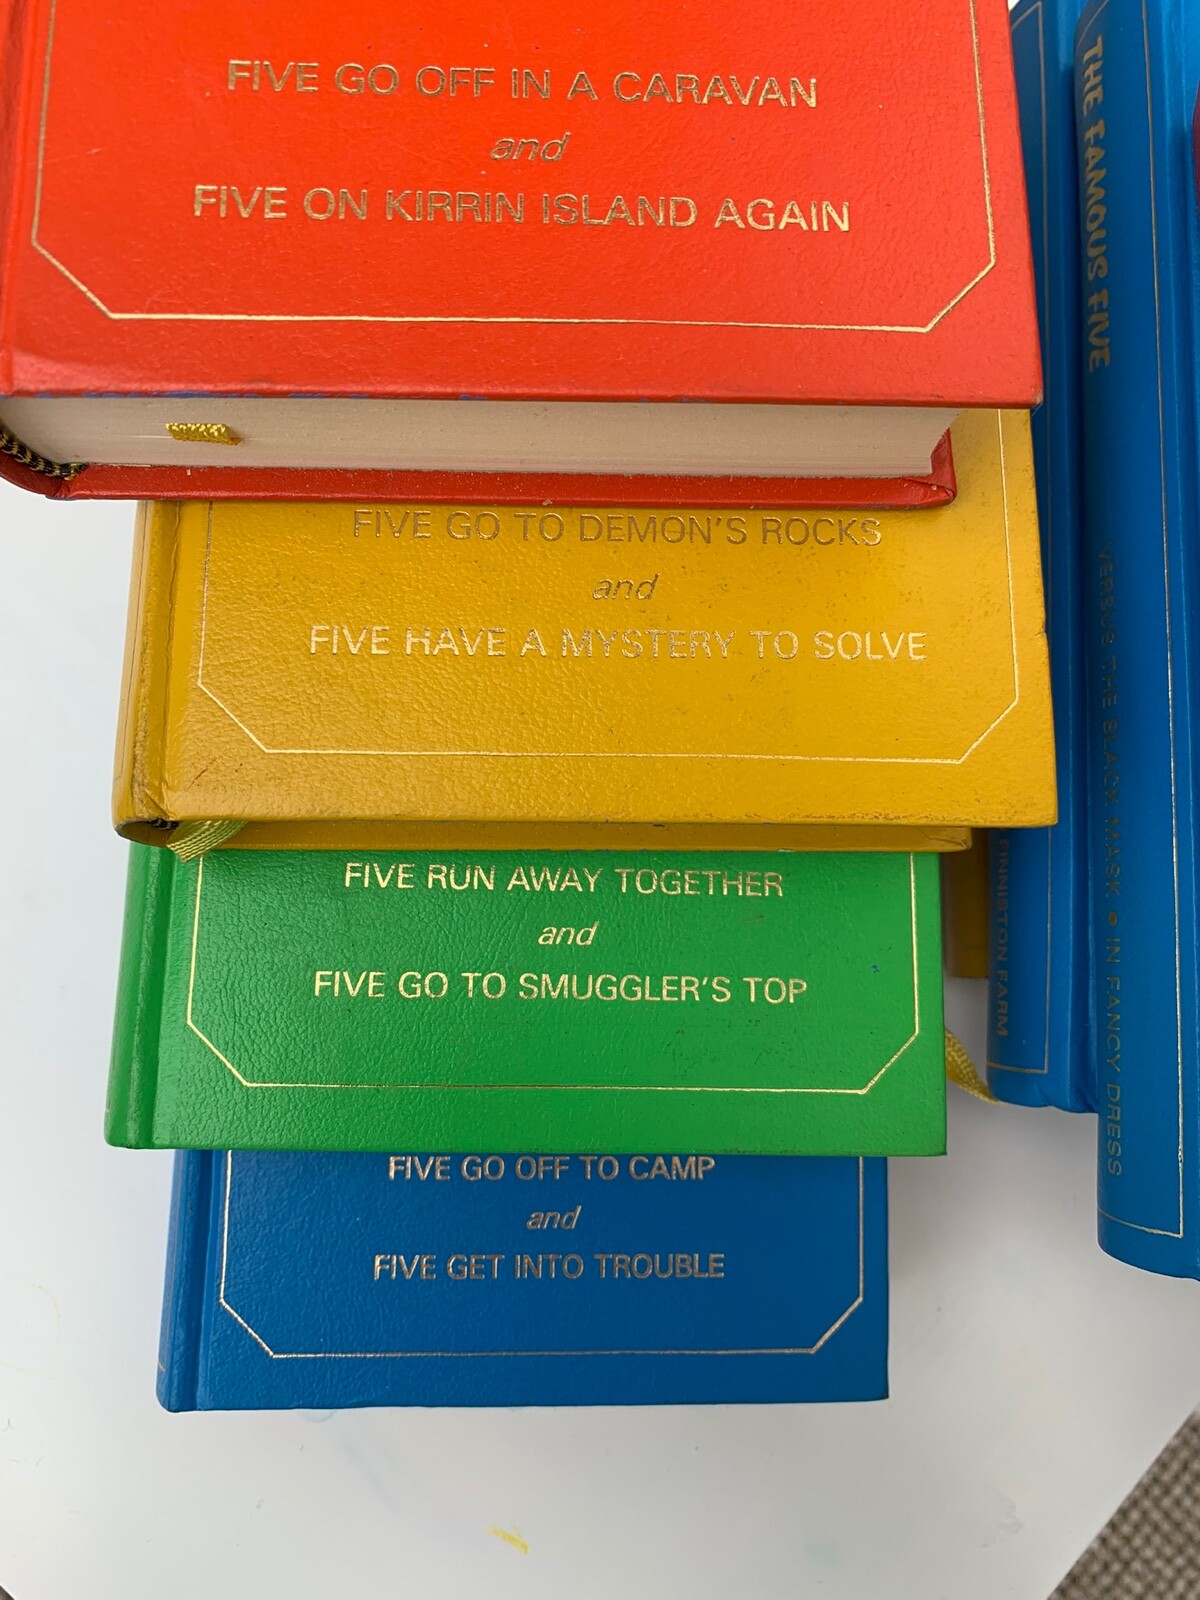 FIVE GO OFF IN A CARAVAN
and
FIVE ON KIRRIN ISLAND AGAIN
FIVE GO TO DEMON'S ROCKS
and
FIVE HAVE A MYSTERY TO SOLVE
FIVE RUN AWAY TOGETHER
and
FIVE GO TO SMUGGLER'S TOP
FIVE GO OFF TO CAMP
and
FIVE GET INTO TROUBLE
FINNISTON FARM
THE FAMOUS FIVE
VERSUS THE BLACK MASK • IN FANCY DRESS